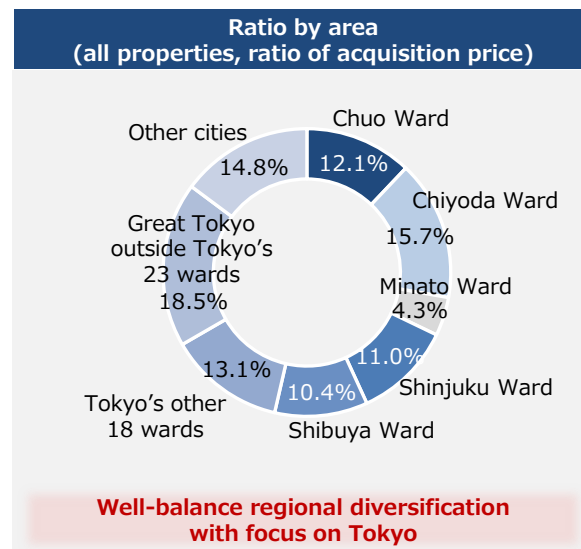 Ratio by area
(all properties, ratio of acquisition price)
Chuo Ward
12.1%
Chiyoda Ward
15.7%
Minato Ward
4.3%
11.0%
Shinjuku Ward
10.4%
Shibuya Ward
13.1%
Tokyo’s other
18 wards
Great Tokyo
outside Tokyo’s
23 wards
18.5%
Other cities
14.8%
Well-balance regional diversification
with focus on Tokyo